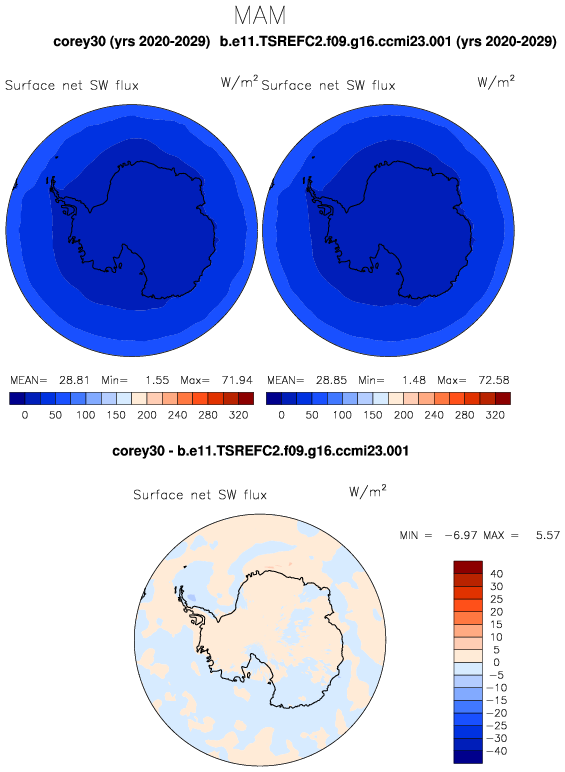 MAM
corey30 (yrs 2020-2029) b.e11.TSREFC2.f09.g16.ccmi23.001 (yrs 2020-2029)
Surface net SW flux W/m² Surface net SW flux W/m²
MEAN= 28.81 Min= 1.55 Max= 71.94 MEAN= 28.85 Min= 1.48 Max= 72.58
0 50 100 150 200 240 280 320 0 50 100 150 200 240 280 320
corey30 - b.e11.TSREFC2.f09.g16.ccmi23.001
Surface net SW flux W/m²
MIN = -6.97 MAX = 5.57
40
30
25
20
15
10
5
0
-5
-10
-15
-20
-25
-30
-40